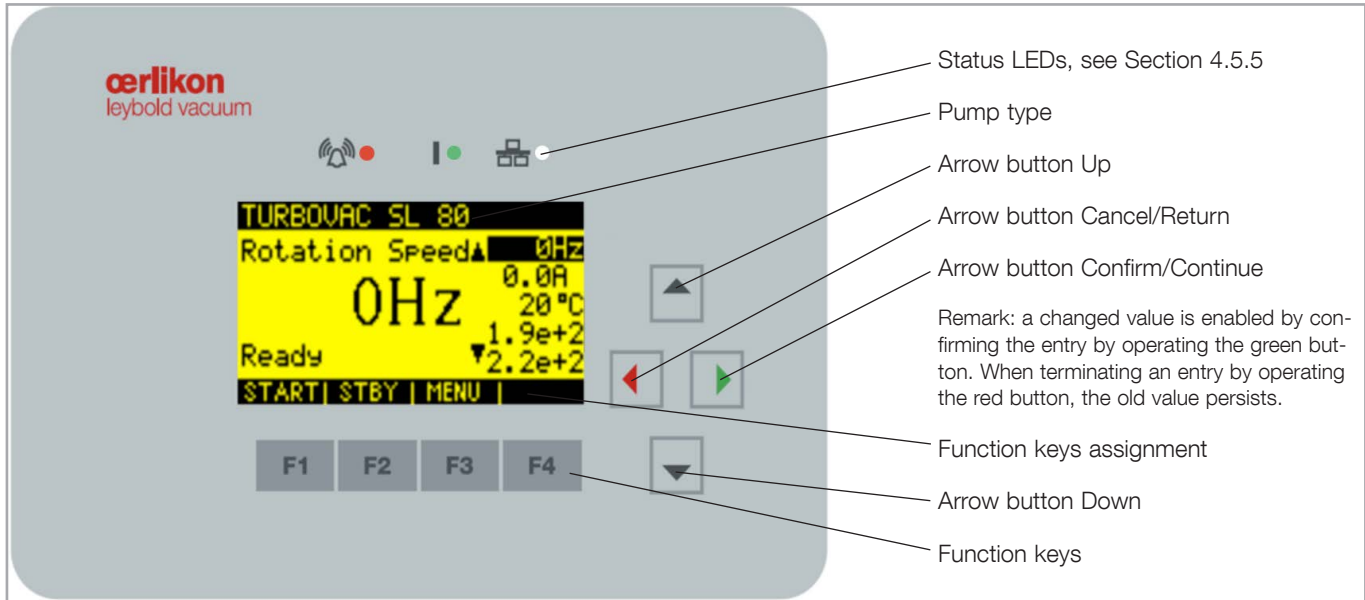 œrlikon
leybold vacuum
TURBOVAC SL 80
Rotation Speed▲ 0Hz
0.0A
0Hz
20°C
1.9e+2
Ready ▼2.2e+2
START| STBY | MENU |
F1 F2 F3 F4
Status LEDs, see Section 4.5.5
Pump type
Arrow button Up
Arrow button Cancel/Return
Arrow button Confirm/Continue
Remark: a changed value is enabled by con-
firming the entry by operating the green but-
ton. When terminating an entry by operating
the red button, the old value persists.
Function keys assignment
Arrow button Down
Function keys